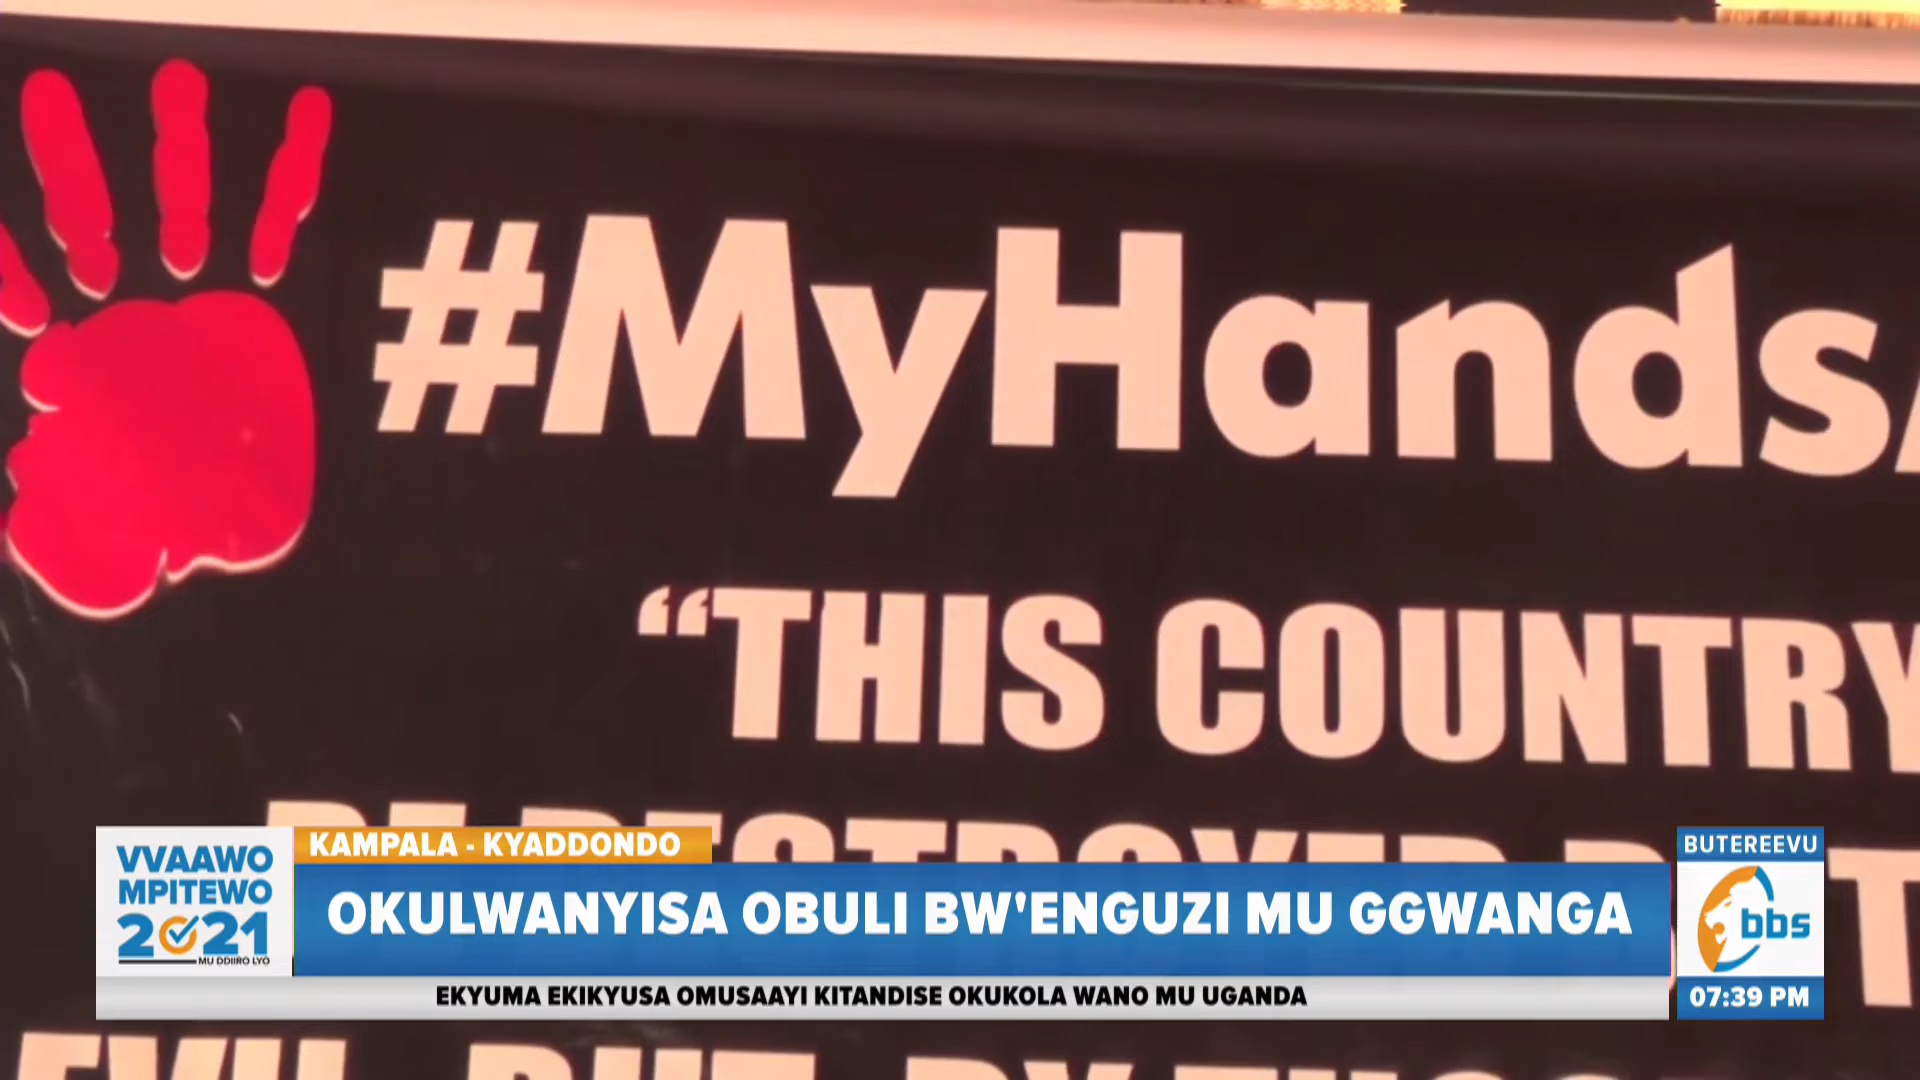 #MyHands
“THIS COUNTRY
KAMPALA - KYADDONDO
VVAAWO
MPITEWO
2021
MU DDIIRO LYO
OKULWANYISA OBULI BW'ENGUZI MU GGWANGA
EKYUMA EKIKYUSA OMUSAAYI KITANDISE OKUKOLA WANO MU UGANDA
BUTEREEVU
bbs
07:39 PM